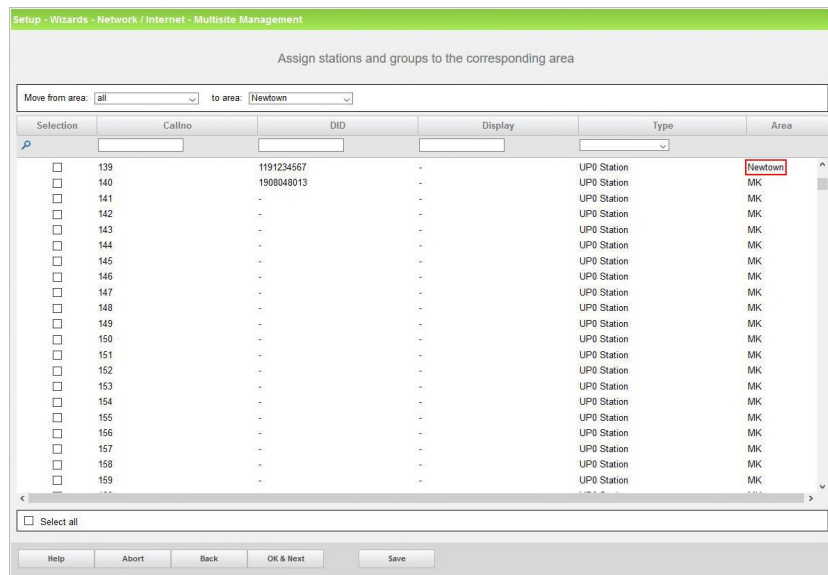 Setup - Wizards - Network / Internet - Multisite Management
Assign stations and groups to the corresponding area
Move from area: all to area: Newtown
Selection Callno DID Display Type Area
139 1191234567 - UP0 Station Newtown
140 1908048013 - UP0 Station MK
141 - - UP0 Station MK
142 - - UP0 Station MK
143 - - UP0 Station MK
144 - - UP0 Station MK
145 - - UP0 Station MK
146 - - UP0 Station MK
147 - - UP0 Station MK
148 - - UP0 Station MK
149 - - UP0 Station MK
150 - - UP0 Station MK
151 - - UP0 Station MK
152 - - UP0 Station MK
153 - - UP0 Station MK
154 - - UP0 Station MK
155 - - UP0 Station MK
156 - - UP0 Station MK
157 - - UP0 Station MK
158 - - UP0 Station MK
159 - - UP0 Station MK
Select all
Help Abort Back OK & Next Save